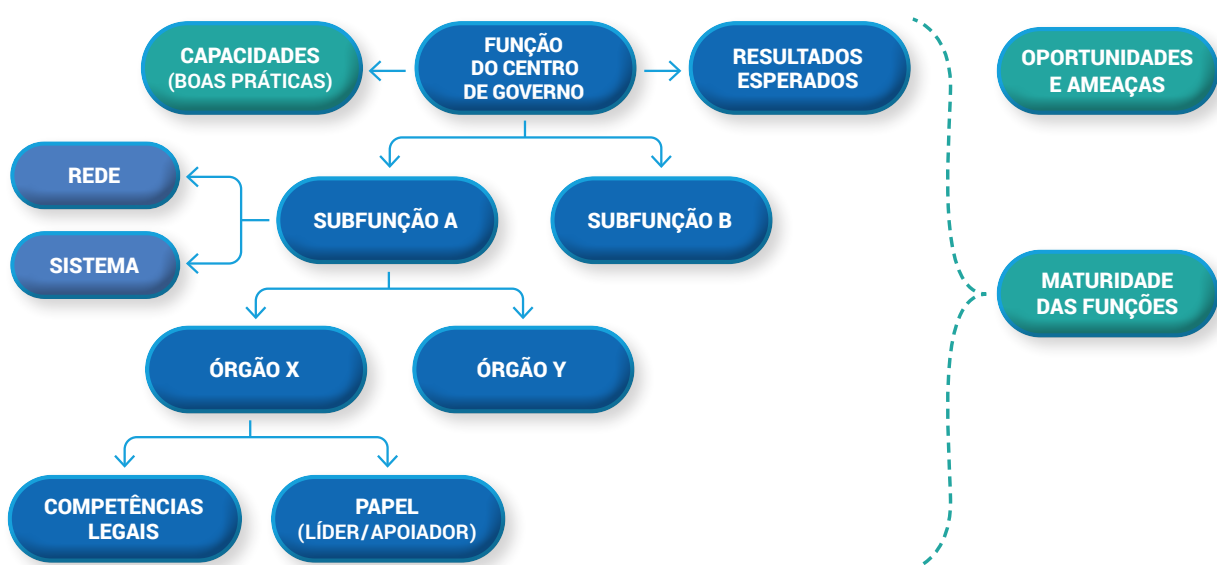 CAPACIDADES
(BOAS PRÁTICAS)
FUNÇÃO
DO CENTRO
DE GOVERNO
RESULTADOS
ESPERADOS
OPORTUNIDADES
E AMEAÇAS
REDE
SISTEMA
SUBFUNÇÃO A
SUBFUNÇÃO B
MATURIDADE
DAS FUNÇÕES
ÓRGÃO X
ÓRGÃO Y
COMPETÊNCIAS
LEGAIS
PAPEL
(LÍDER/APOIADOR)